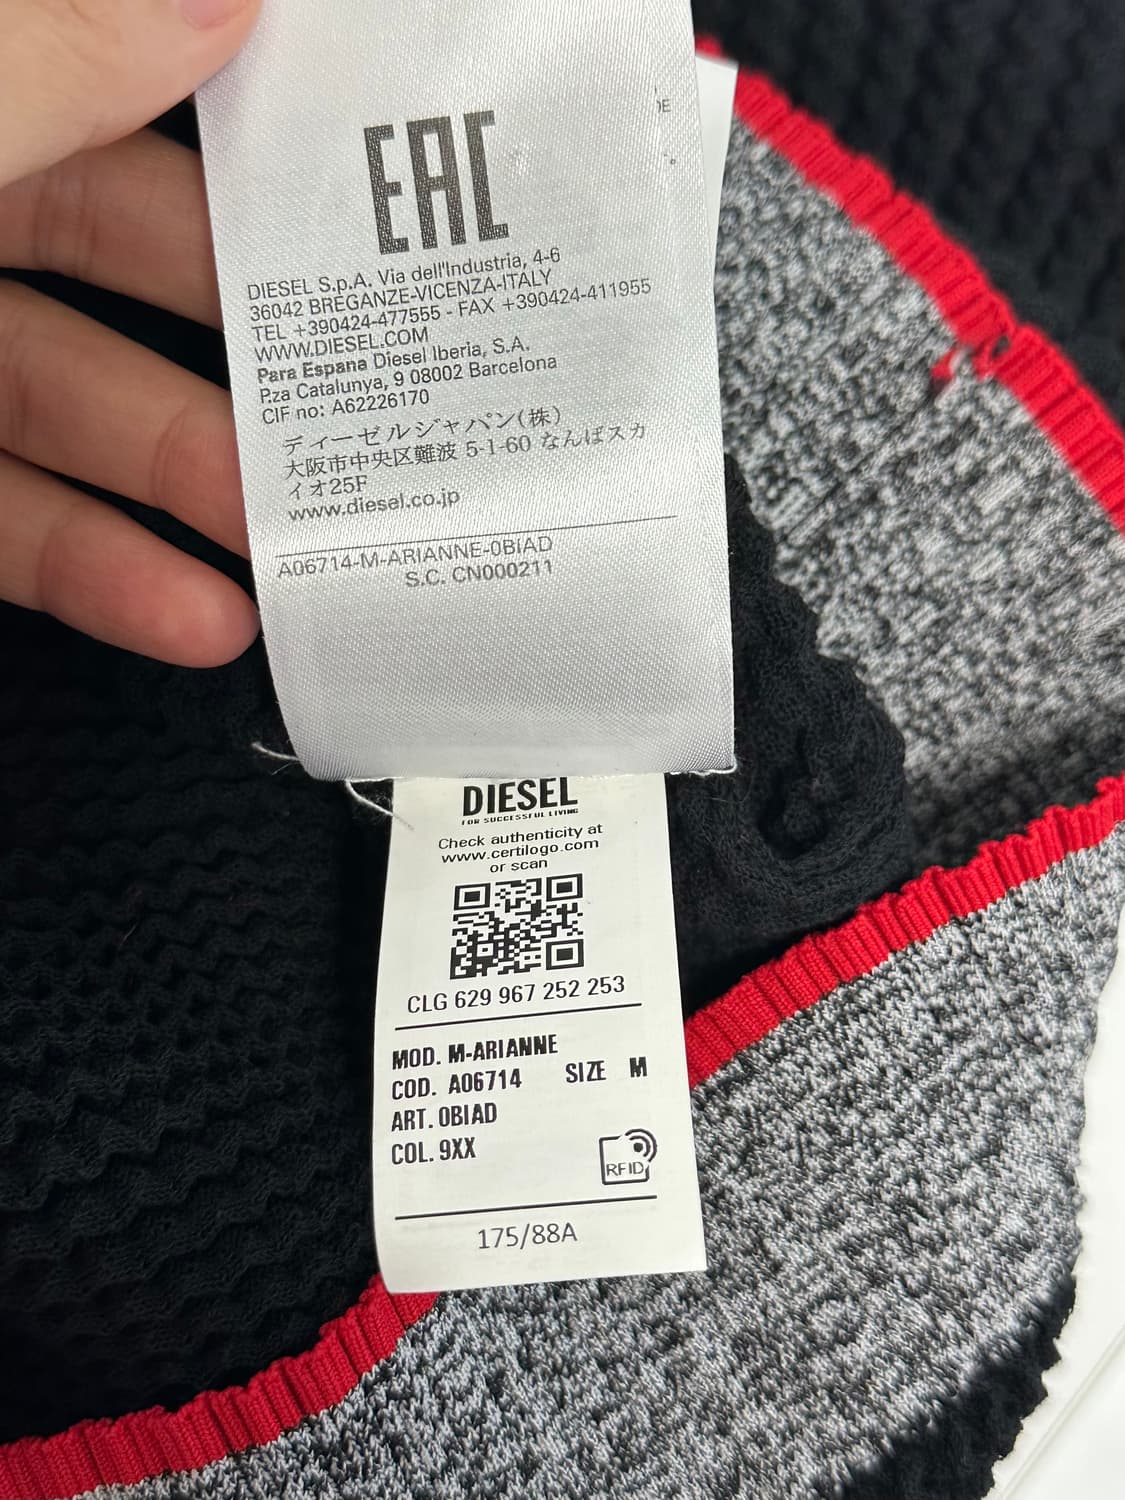 EAC
DIESEL S.p.A. Via dell'Industria, 4-6
36042 BREGANZE-VICENZA-ITALY
TEL +390424-477555 - FAX +390424-411955
WWW.DIESEL.COM
Para Espana Diesel Iberia, S.A.
P.za Catalunya, 9 08002 Barcelona
CIF no: A62226170
ディーゼルジャパン(株)
大阪市中央区難波 5-1-60 なんばスカ
イオ25F
www.diesel.co.jp
A06714-M-ARIANNE-0BIAD
S.C. CN000211
DIESEL
FOR SUCCESSFUL LIVING
Check authenticity at
www.certilogo.com
or scan
CLG 629 967 252 253
MOD. M-ARIANNE
COD. A06714 SIZE M
ART. 0BIAD
COL. 9XX
RFID
175/88A